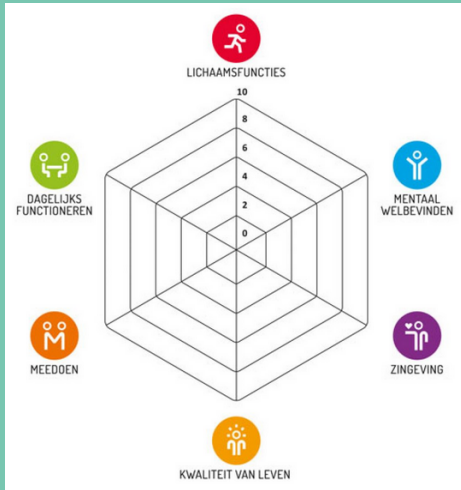 LICHAAMSFUNCTIES
10
8
6
4
2
0
DAGELIJKS
FUNCTIONEREN
MENTAAL
WELBEVINDEN
MEEDOEN
ZINGEVING
KWALITEIT VAN LEVEN